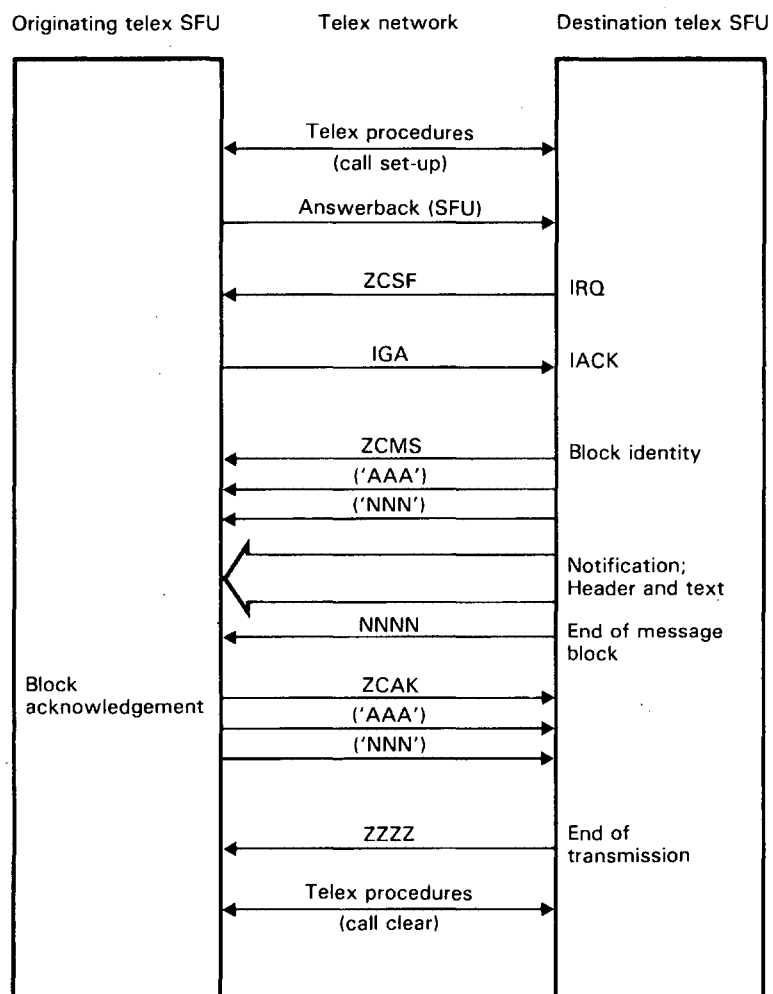 Originating telex SFU
Telex network
Destination telex SFU
Telex procedures
(call set-up)
Answerback (SFU)
ZCSF
IRQ
IGA
IACK
ZCMS
Block identity
('AAA')
('NNN')
Notification;
Header and text
NNNN
End of message
block
Block
acknowledgement
ZCAK
('AAA')
('NNN')
ZZZZ
End of
transmission
Telex procedures
(call clear)